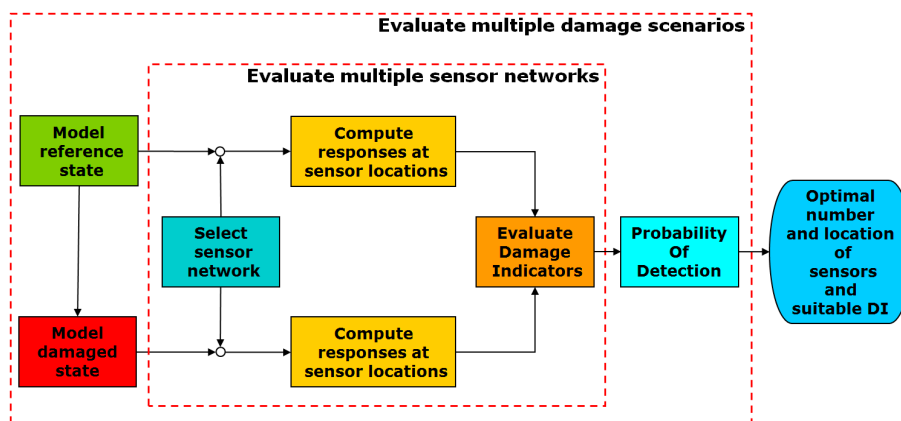 Evaluate multiple damage scenarios
Evaluate multiple sensor networks
Model
reference
state
Compute
responses at
sensor locations
Select
sensor
network
Evaluate
Damage
Indicators
Probability
Of
Detection
Optimal
number
and location
of
sensors
and
suitable DI
Model
damaged
state
Compute
responses at
sensor locations